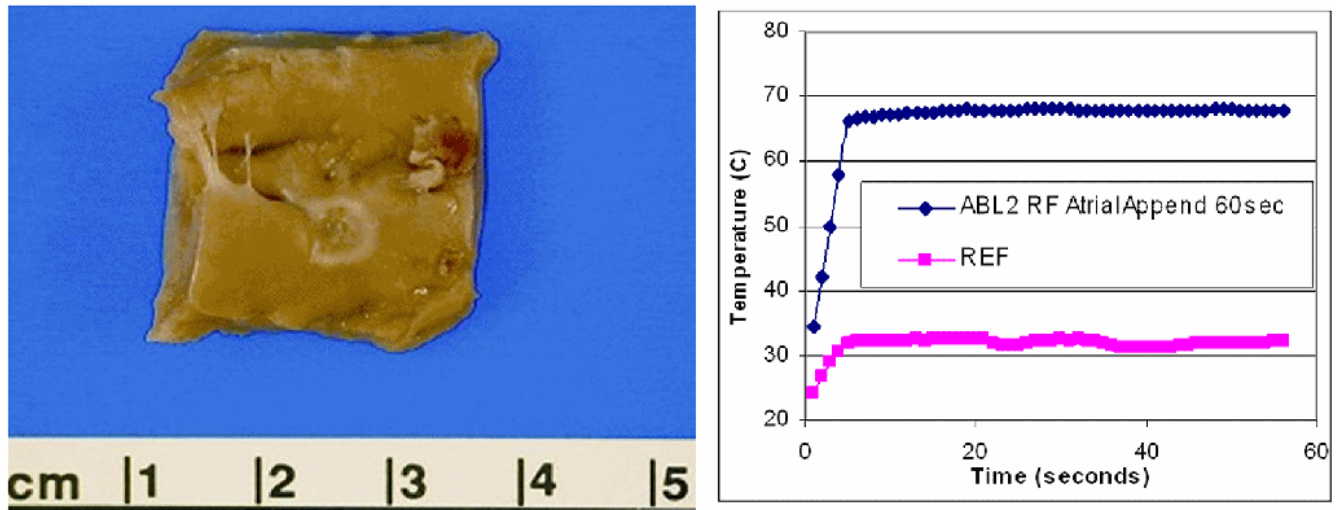 cm |1 |2 |3 |4 |5
80
70
60
50
40
30
20
Temperature (C)
ABL2 RF AtrialAppend 60sec
REF
0 20 40 60
Time (seconds)